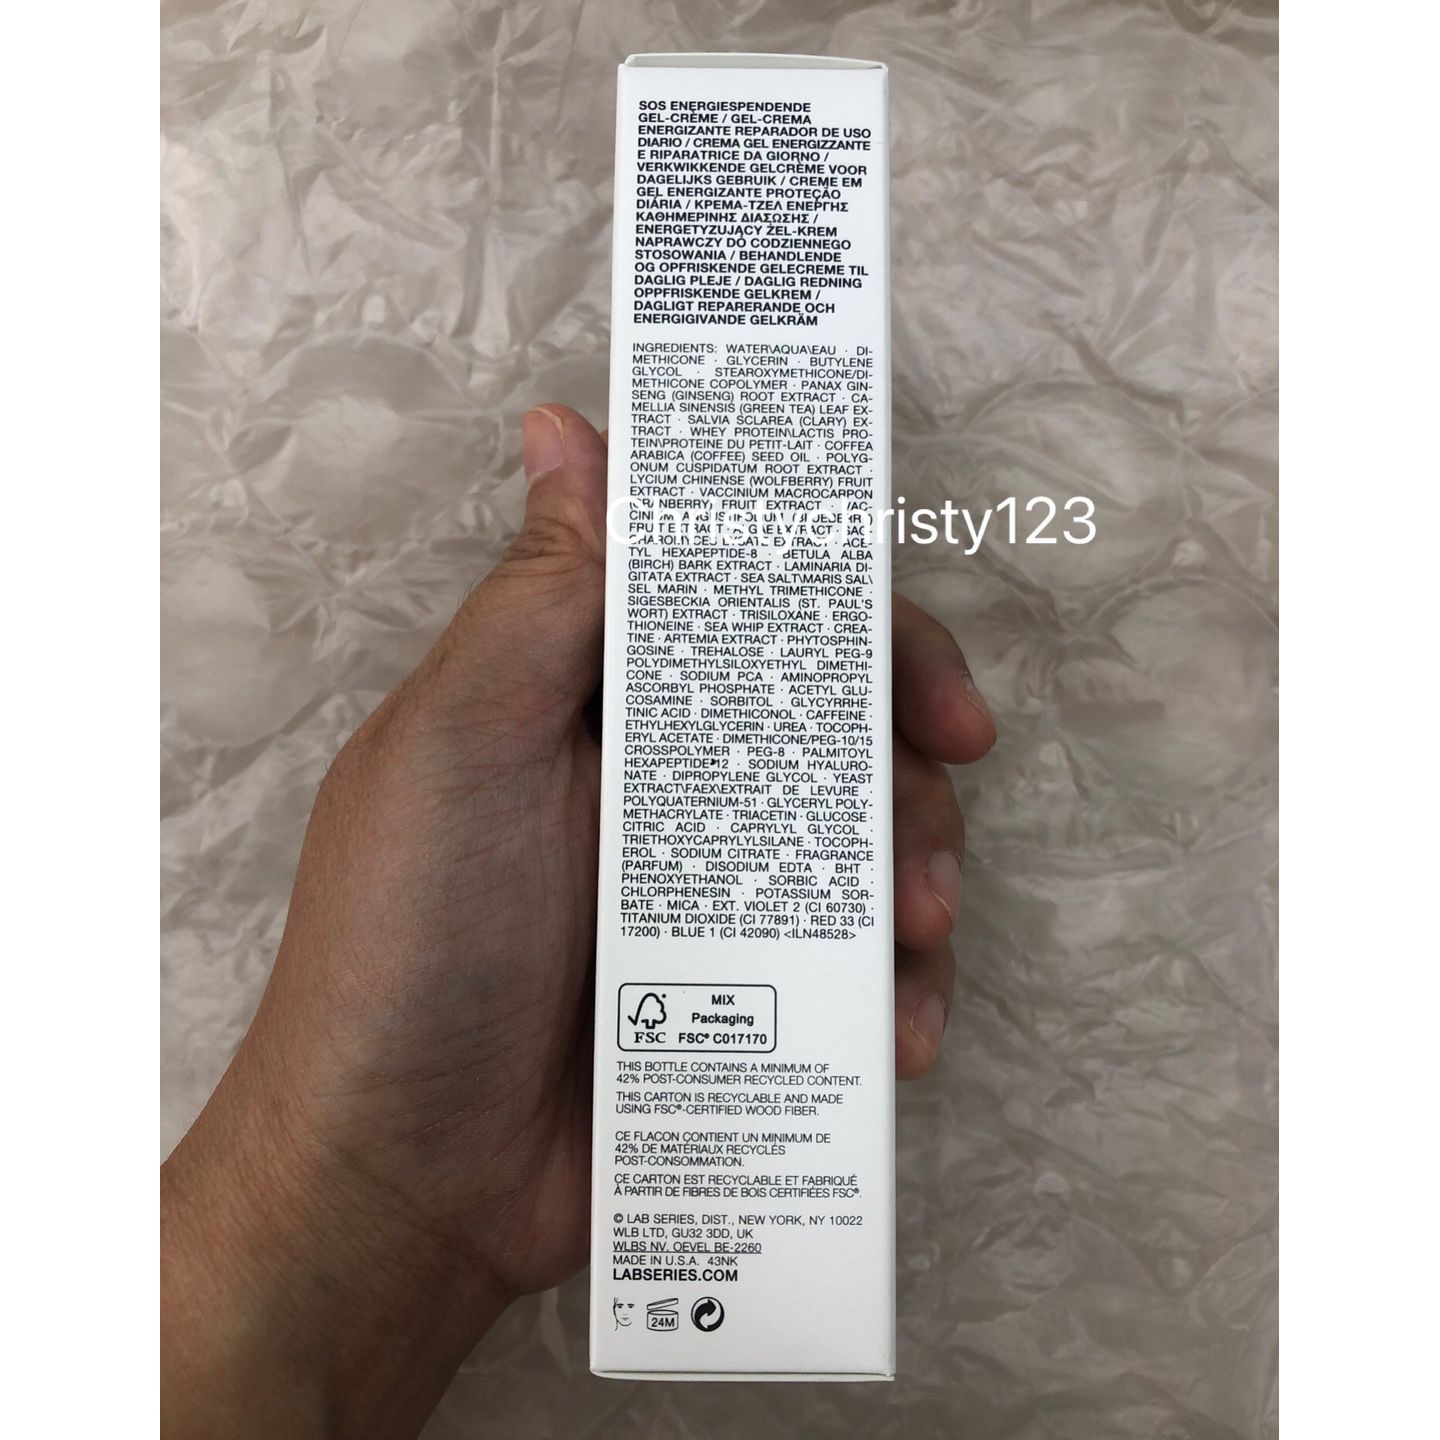 SOS ENERGIESPENDENDE
GEL-CRÈME / GEL-CREMA
ENERGIZANTE REPARADOR DE USO
DIARIO / CREMA GEL ENERGIZZANTE
E RIPARATRICE DA GIORNO /
VERKWIKKENDE GELCRÈME VOOR
DAGELIJKS GEBRUIK / CREME EM
GEL ENERGIZANTE PROTEÇÃO
DIÁRIA / ΚΡΕΜΑ-ΤΖΕΛ ΕΝΕΡΓΗΣ
ΚΑΘΗΜΕΡΙΝΗΣ ΔΙΑΣΩΣΗΣ /
ENERGETYZUJĄCY ŻEL-KREM
NAPRAWCZY DO CODZIENNEGO
STOSOWANIA / BEHANDLENDE
OG OPFRISKENDE GELECREME TIL
DAGLIG PLEJE / DAGLIG REDNING
OPPFRISKENDE GELKREM /
DAGLIGT REPARERANDE OCH
ENERGIGIVANDE GELKRÄM
INGREDIENTS: WATER\AQUA\EAU · DI-
METHICONE · GLYCERIN · BUTYLENE
GLYCOL · STEAROXYMETHICONE/DI-
METHICONE COPOLYMER · PANAX GIN-
SENG (GINSENG) ROOT EXTRACT · CA-
MELLIA SINENSIS (GREEN TEA) LEAF EX-
TRACT · SALVIA SCLAREA (CLARY) EX-
TRACT · WHEY PROTEIN\LACTIS PRO-
TEIN\PROTEINE DU PETIT-LAIT · COFFEA
ARABICA (COFFEE) SEED OIL · POLYG-
ONUM CUSPIDATUM ROOT EXTRACT ·
LYCIUM CHINENSE (WOLFBERRY) FRUIT
EXTRACT · VACCINIUM MACROCARPON
(CRANBERRY) FRUIT EXTRACT · VAC-
CINIUM ANGUSTIFOLIUM (BLUEBERRY)
Christychristy123
FRUIT EXTRACT · ALGAE EXTRACT · SAC-
CHAROMYCES LYSATE EXTRACT · ACE-
TYL HEXAPEPTIDE-8 · BETULA ALBA
(BIRCH) BARK EXTRACT · LAMINARIA DI-
GITATA EXTRACT · SEA SALT\MARIS SAL\
SEL MARIN · METHYL TRIMETHICONE ·
SIGESBECKIA ORIENTALIS (ST. PAUL'S
WORT) EXTRACT · TRISILOXANE · ERGO-
THIONEINE · SEA WHIP EXTRACT · CREA-
TINE · ARTEMIA EXTRACT · PHYTOSPHIN-
GOSINE · TREHALOSE · LAURYL PEG-9
POLYDIMETHYLSILOXYETHYL DIMETHI-
CONE · SODIUM PCA · AMINOPROPYL
ASCORBYL PHOSPHATE · ACETYL GLU-
COSAMINE · SORBITOL · GLYCYRRHE-
TINIC ACID · DIMETHICONOL · CAFFEINE ·
ETHYLHEXYLGLYCERIN · UREA · TOCOPH-
ERYL ACETATE · DIMETHICONE/PEG-10/15
CROSSPOLYMER · PEG-8 · PALMITOYL
HEXAPEPTIDE-12 · SODIUM HYALURO-
NATE · DIPROPYLENE GLYCOL · YEAST
EXTRACT\FAEX\EXTRAIT DE LEVURE ·
POLYQUATERNIUM-51 · GLYCERYL POLY-
METHACRYLATE · TRIACETIN · GLUCOSE ·
CITRIC ACID · CAPRYLYL GLYCOL ·
TRIETHOXYCAPRYLYLSILANE · TOCOPH-
EROL · SODIUM CITRATE · FRAGRANCE
(PARFUM) · DISODIUM EDTA · BHT ·
PHENOXYETHANOL · SORBIC ACID ·
CHLORPHENESIN · POTASSIUM SOR-
BATE · MICA · EXT. VIOLET 2 (CI 60730) ·
TITANIUM DIOXIDE (CI 77891) · RED 33 (CI
17200) · BLUE 1 (CI 42090) <ILN48528>
MIX
Packaging
FSC FSC® C017170
THIS BOTTLE CONTAINS A MINIMUM OF
42% POST-CONSUMER RECYCLED CONTENT.
THIS CARTON IS RECYCLABLE AND MADE
USING FSC®-CERTIFIED WOOD FIBER.
CE FLACON CONTIENT UN MINIMUM DE
42% DE MATÉRIAUX RECYCLÉS
POST-CONSOMMATION.
CE CARTON EST RECYCLABLE ET FABRIQUÉ
À PARTIR DE FIBRES DE BOIS CERTIFIÉES FSC®.
© LAB SERIES, DIST., NEW YORK, NY 10022
WLB LTD, GU32 3DD, UK
WLBS NV, OEVEL BE-2260
MADE IN U.S.A. 43NK
LABSERIES.COM
24M